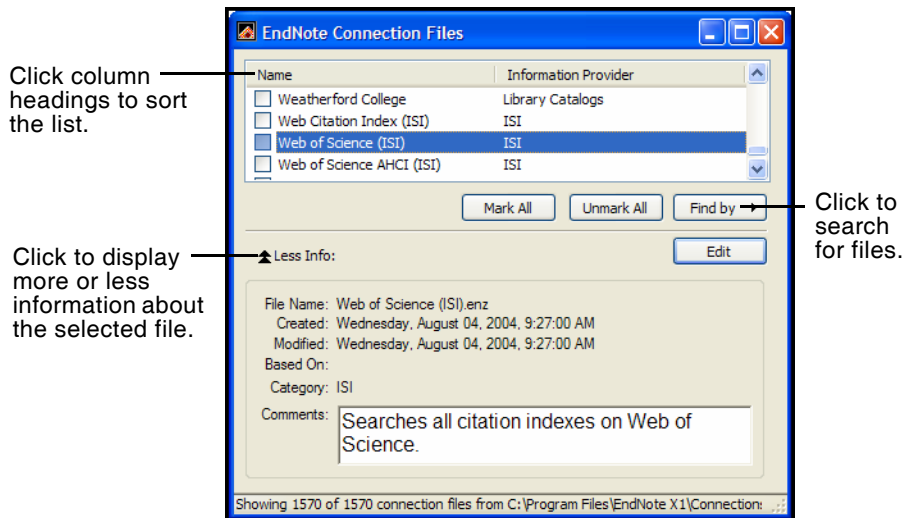 EndNote Connection Files
Click column
headings to sort
the list.
Name Information Provider
Weatherford College Library Catalogs
Web Citation Index (ISI) ISI
Web of Science (ISI) ISI
Web of Science AHCI (ISI) ISI
Mark All Unmark All Find by
Click to
search
for files.
Click to display
more or less
information about
the selected file.
Less Info: Edit
File Name: Web of Science (ISI).enz
Created: Wednesday, August 04, 2004, 9:27:00 AM
Modified: Wednesday, August 04, 2004, 9:27:00 AM
Based On:
Category: ISI
Comments: Searches all citation indexes on Web of
Science.
Showing 1570 of 1570 connection files from C:\Program Files\EndNote X1\Connection